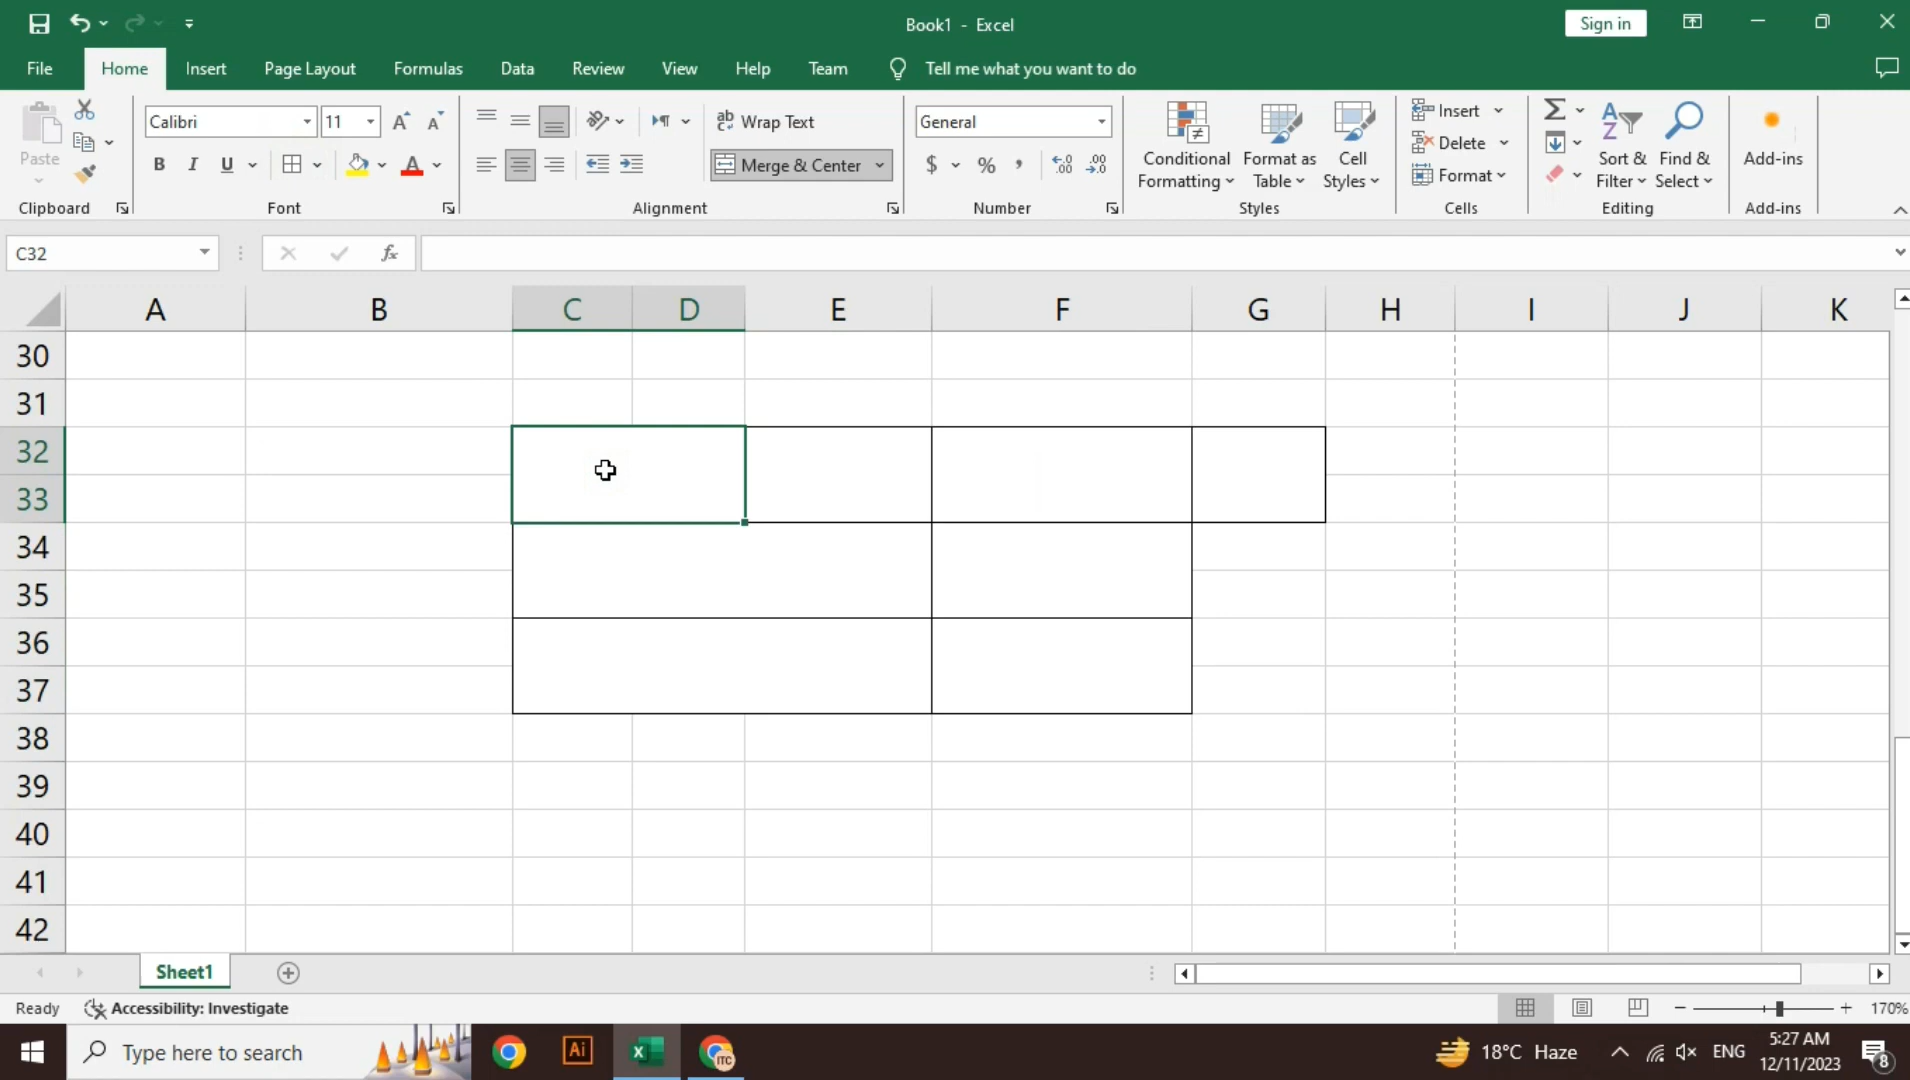 Book1 - Excel
Sign in
File Home Insert Page Layout Formulas Data Review View Help Team Tell me what you want to do
Paste
Calibri 11
B I U
Wrap Text
Merge & Center
General
$ % ,
Conditional Formatting
Format as Table
Cell Styles
Insert
Delete
Format
Sort & Filter
Find & Select
Add-ins
Clipboard Font Alignment Number Styles Cells Editing Add-ins
C32 fx
A B C D E F G H I J K
30
31
32
33
34
35
36
37
38
39
40
41
42
Sheet1
Ready Accessibility: Investigate 170%
Type here to search Ai ITC 18°C Haze ENG 5:27 AM
12/11/2023 8